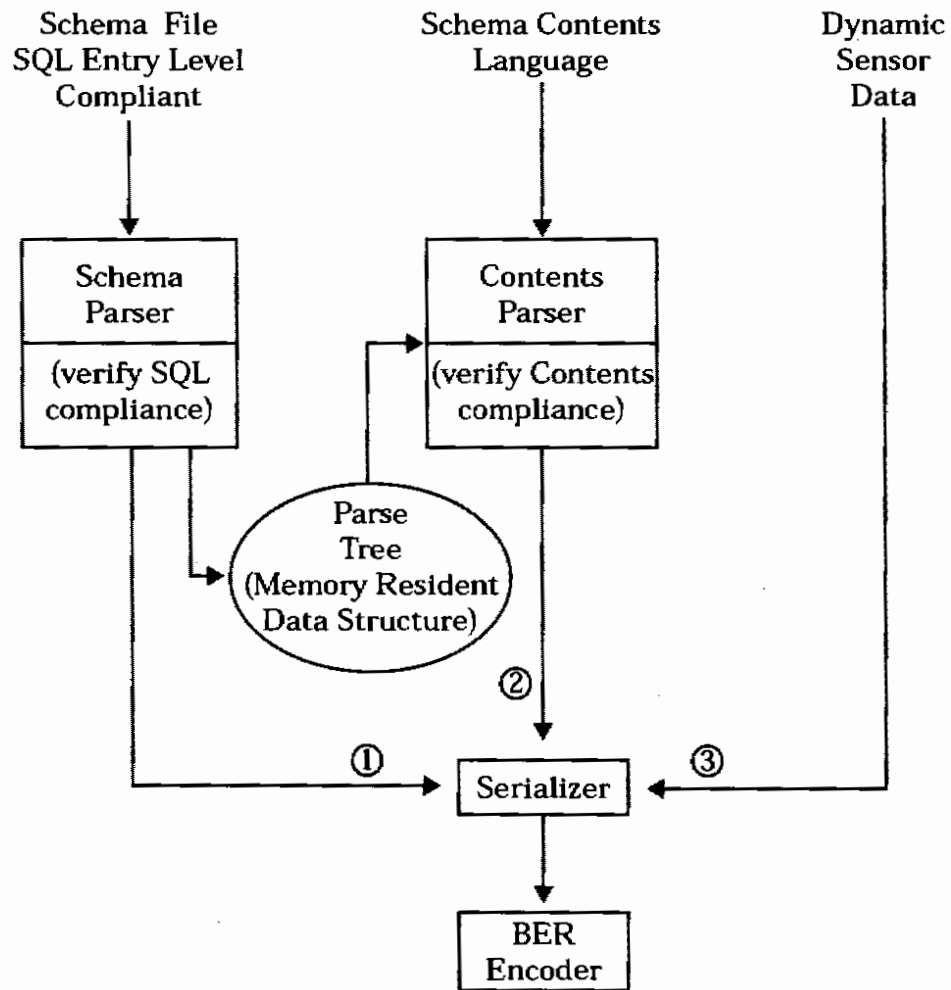 Schema File
SQL Entry Level
Compliant
Schema Contents
Language
Dynamic
Sensor
Data
Schema
Parser
(verify SQL
compliance)
Contents
Parser
(verify Contents
compliance)
Parse
Tree
(Memory Resident
Data Structure)
②
①
③
Serializer
BER
Encoder